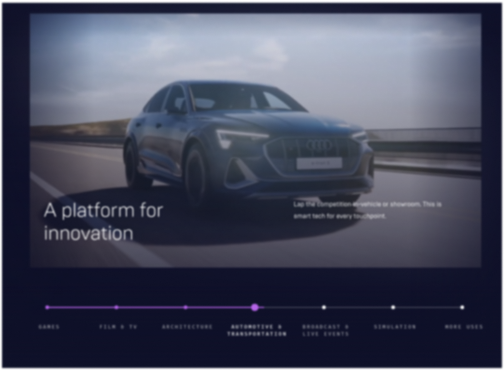 A platform for
innovation
Lap the competition in-vehicle or showroom. This is
smart tech for every touchpoint.
GAMES
FILM & TV
ARCHITECTURE
AUTOMOTIVE &
TRANSPORTATION
BROADCAST &
LIVE EVENTS
SIMULATION
MORE USES